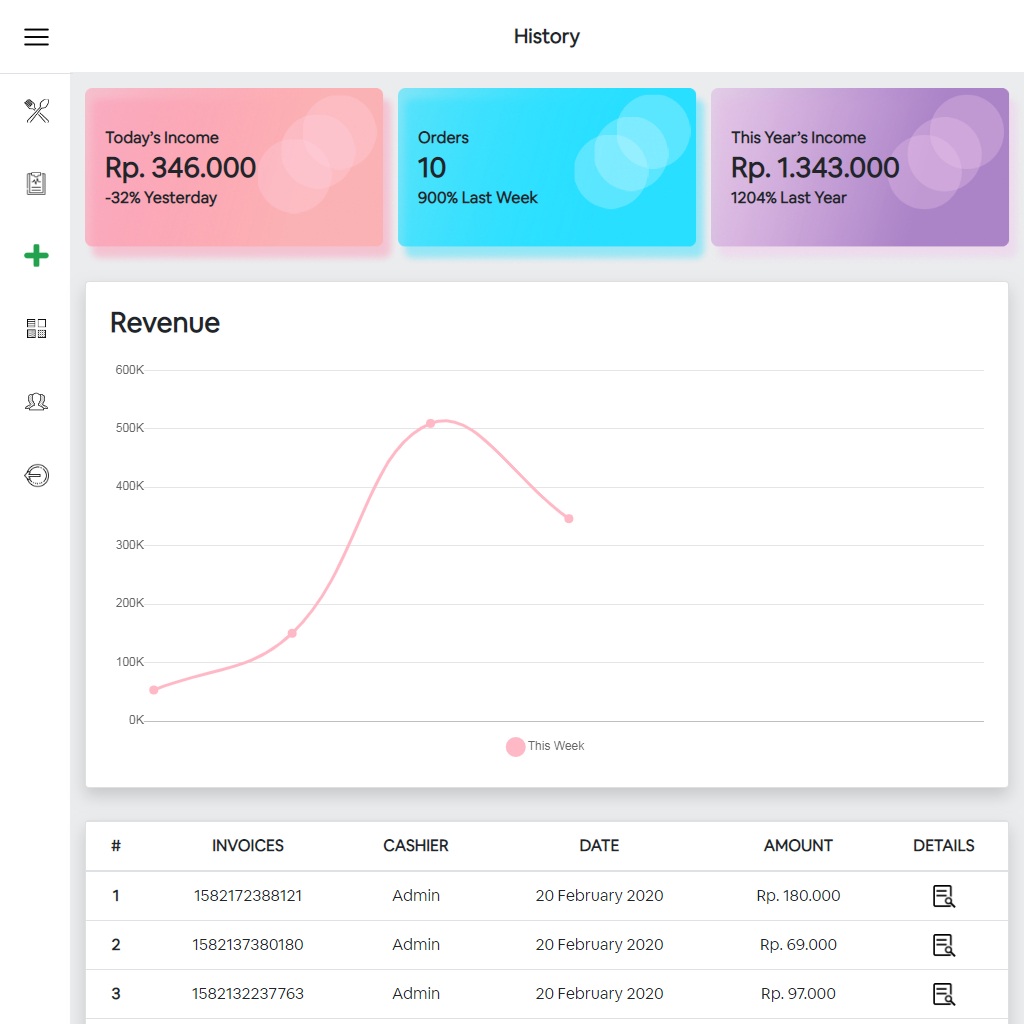 History
Today's Income
Rp. 346.000
-32% Yesterday
Orders
10
900% Last Week
This Year's Income
Rp. 1.343.000
1204% Last Year
Revenue
600K
500K
400K
300K
200K
100K
0K
This Week
# INVOICES CASHIER DATE AMOUNT DETAILS
1 1582172388121 Admin 20 February 2020 Rp. 180.000
2 1582137380180 Admin 20 February 2020 Rp. 69.000
3 1582132237763 Admin 20 February 2020 Rp. 97.000